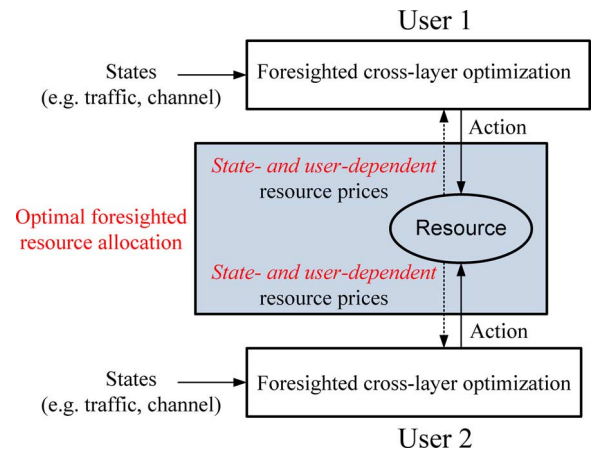 User 1
States
(e.g. traffic, channel)
Foresighted cross-layer optimization
Action
State- and user-dependent
resource prices
Optimal foresighted
resource allocation
Resource
State- and user-dependent
resource prices
Action
States
(e.g. traffic, channel)
Foresighted cross-layer optimization
User 2